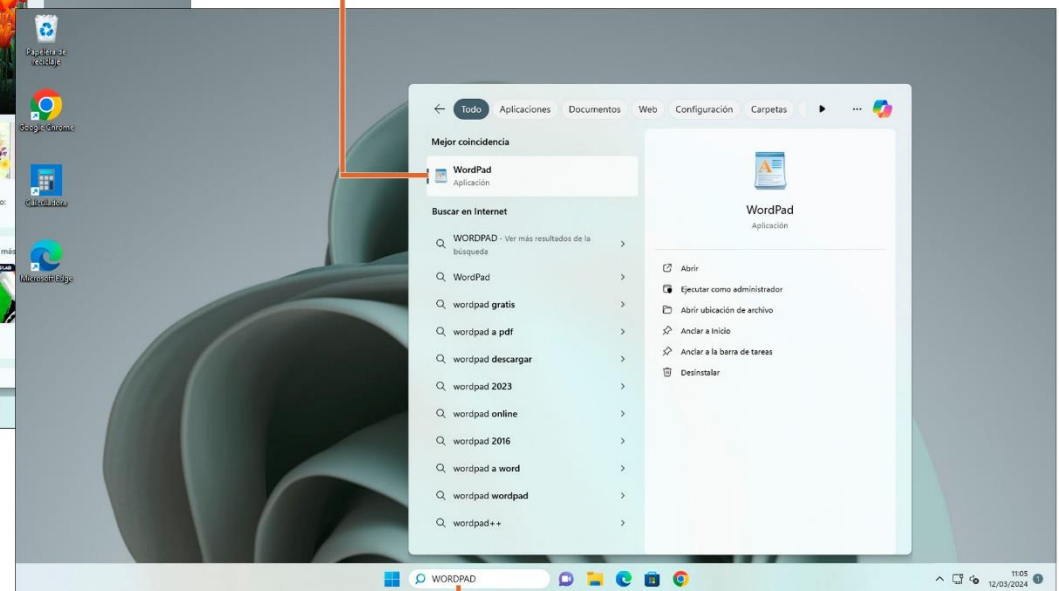 Papelera de
reciclaje
Google Chrome
Calculadora
Microsoft Edge
o:
más
Todo Aplicaciones Documentos Web Configuración Carpetas ...
Mejor coincidencia
WordPad
Aplicación
Buscar en Internet
WORDPAD - Ver más resultados de la
búsqueda
WordPad
wordpad gratis
wordpad a pdf
wordpad descargar
wordpad 2023
wordpad online
wordpad 2016
wordpad a word
wordpad wordpad
wordpad++
WordPad
Aplicación
Abrir
Ejecutar como administrador
Abrir ubicación de archivo
Anclar a Inicio
Anclar a la barra de tareas
Desinstalar
WORDPAD
11:05
12/03/2024
1